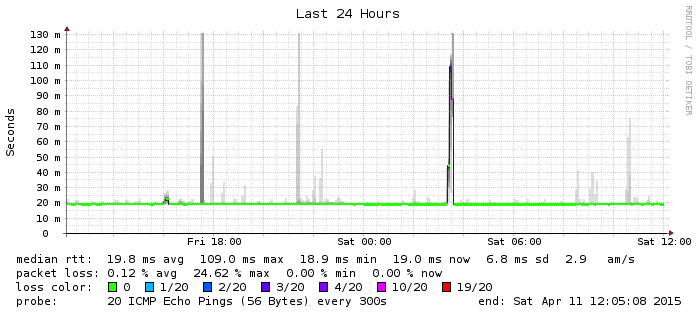 Last 24 Hours
RRDTOOL / TOBI OETIKER
Seconds
130 m
120 m
110 m
100 m
90 m
80 m
70 m
60 m
50 m
40 m
30 m
20 m
10 m
0
Fri 18:00 Sat 00:00 Sat 06:00 Sat 12:00
median rtt: 19.8 ms avg 109.0 ms max 18.9 ms min 19.0 ms now 6.8 ms sd 2.9 am/s
packet loss: 0.12 % avg 24.62 % max 0.00 % min 0.00 % now
loss color: 0 1/20 2/20 3/20 4/20 10/20 19/20
probe: 20 ICMP Echo Pings (56 Bytes) every 300s end: Sat Apr 11 12:05:08 2015